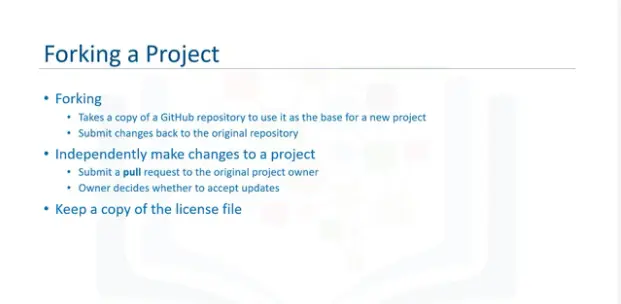 Forking a Project
• Forking
• Takes a copy of a GitHub repository to use it as the base for a new project
• Submit changes back to the original repository
• Independently make changes to a project
• Submit a pull request to the original project owner
• Owner decides whether to accept updates
• Keep a copy of the license file